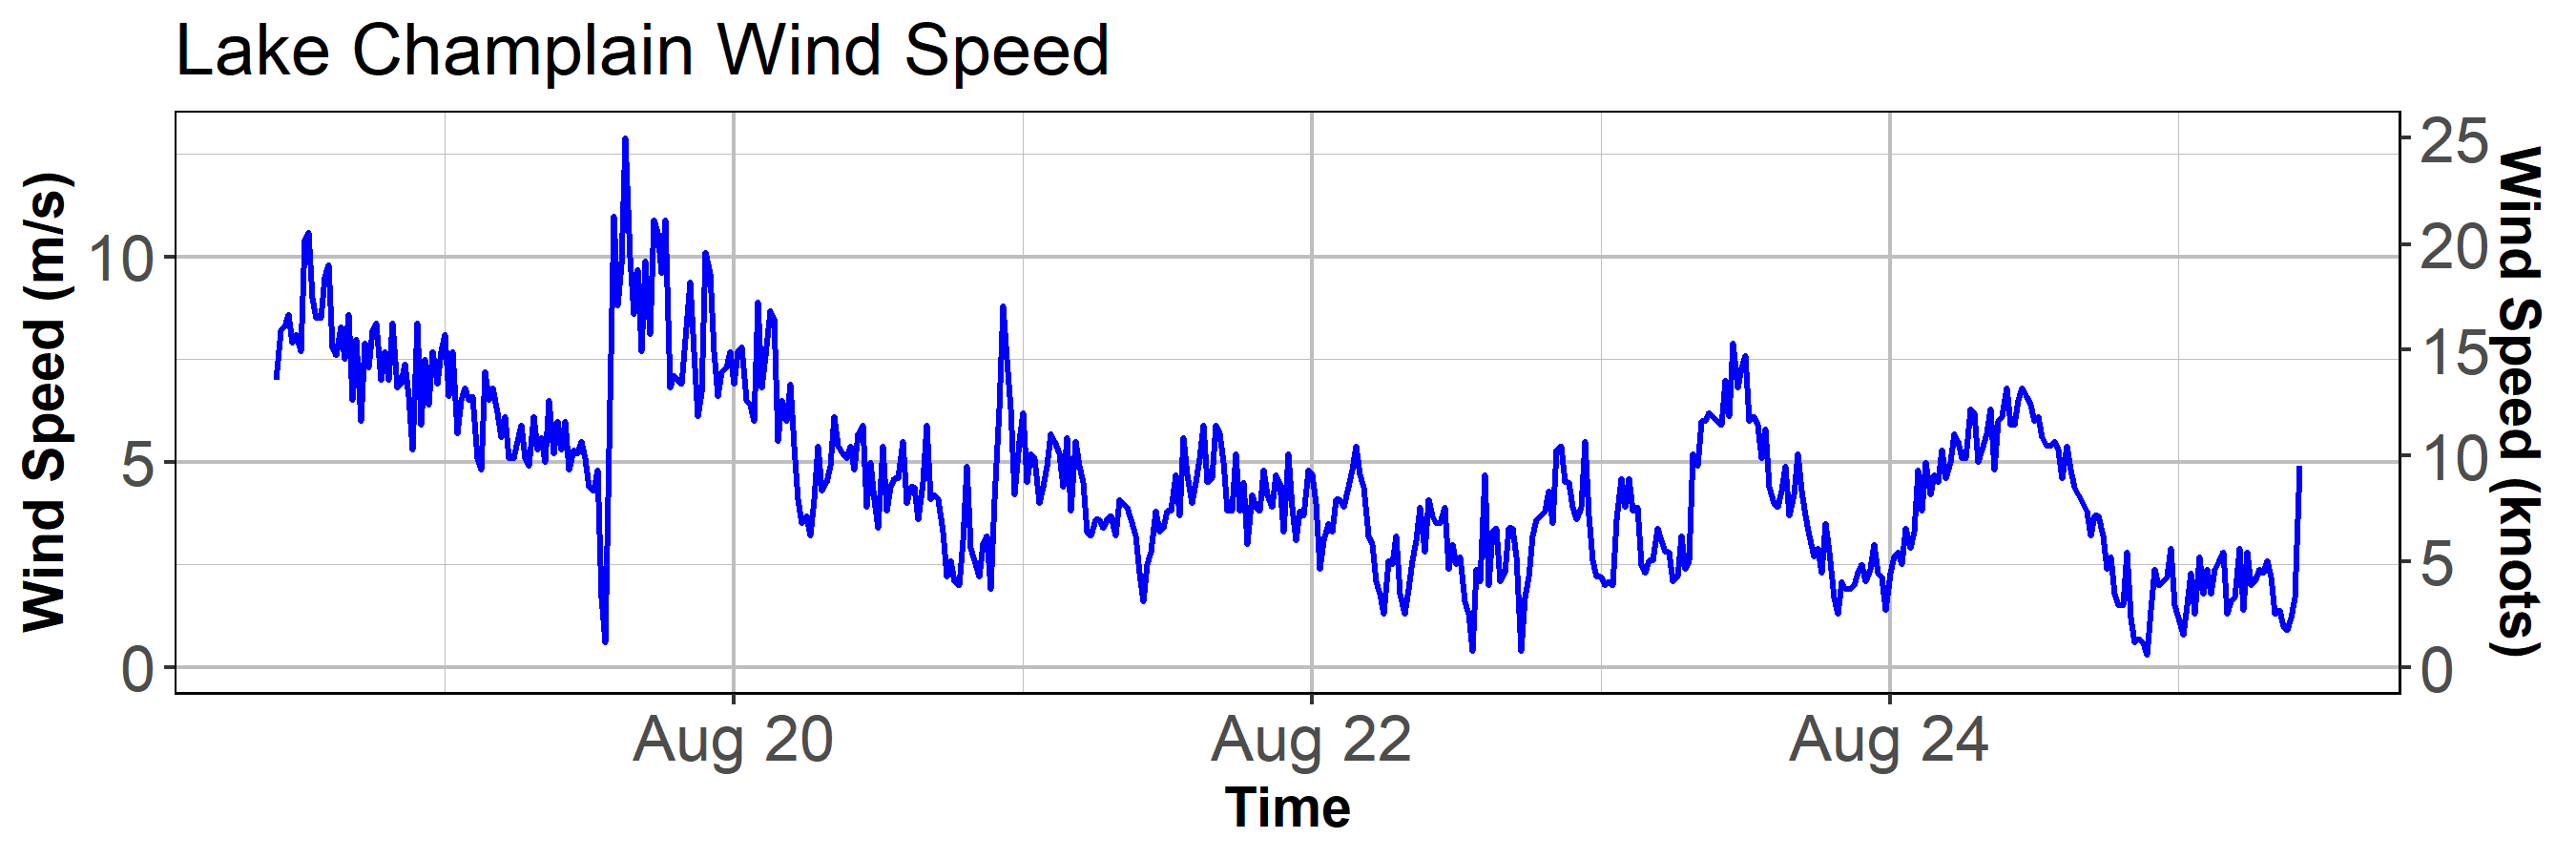 Lake Champlain Wind Speed
Wind Speed (m/s)
10
5
0
25
20
15
10
5
0
Wind Speed (knots)
Aug 20
Aug 22
Aug 24
Time